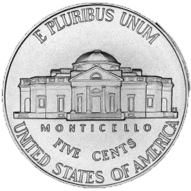 E PLURIBUS UNUM
MONTICELLO
FIVE CENTS
UNITED STATES OF AMERICA